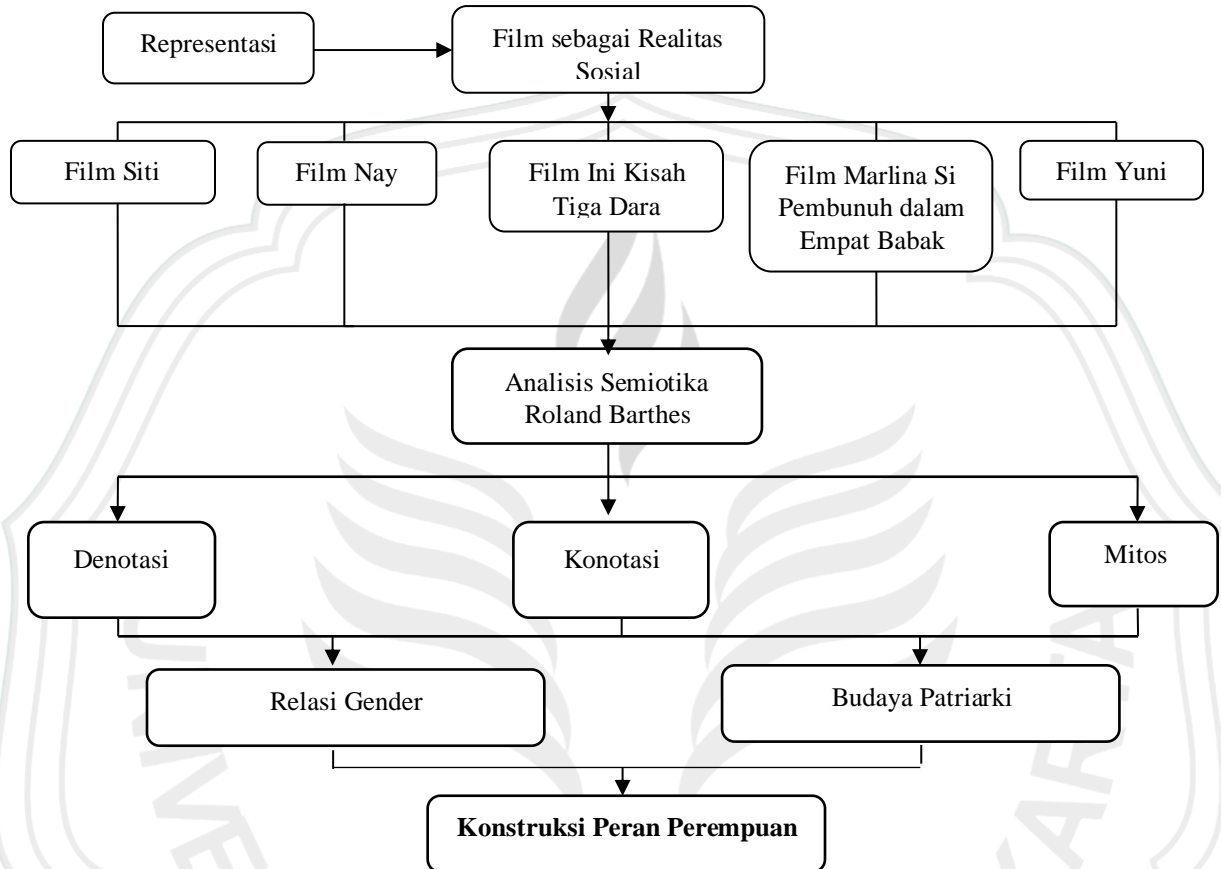 Representasi
Film sebagai Realitas
Sosial
Film Siti
Film Nay
Film Ini Kisah
Tiga Dara
Film Marlina Si
Pembunuh dalam
Empat Babak
Film Yuni
Analisis Semiotika
Roland Barthes
Denotasi
Konotasi
Mitos
Relasi Gender
Budaya Patriarki
Konstruksi Peran Perempuan